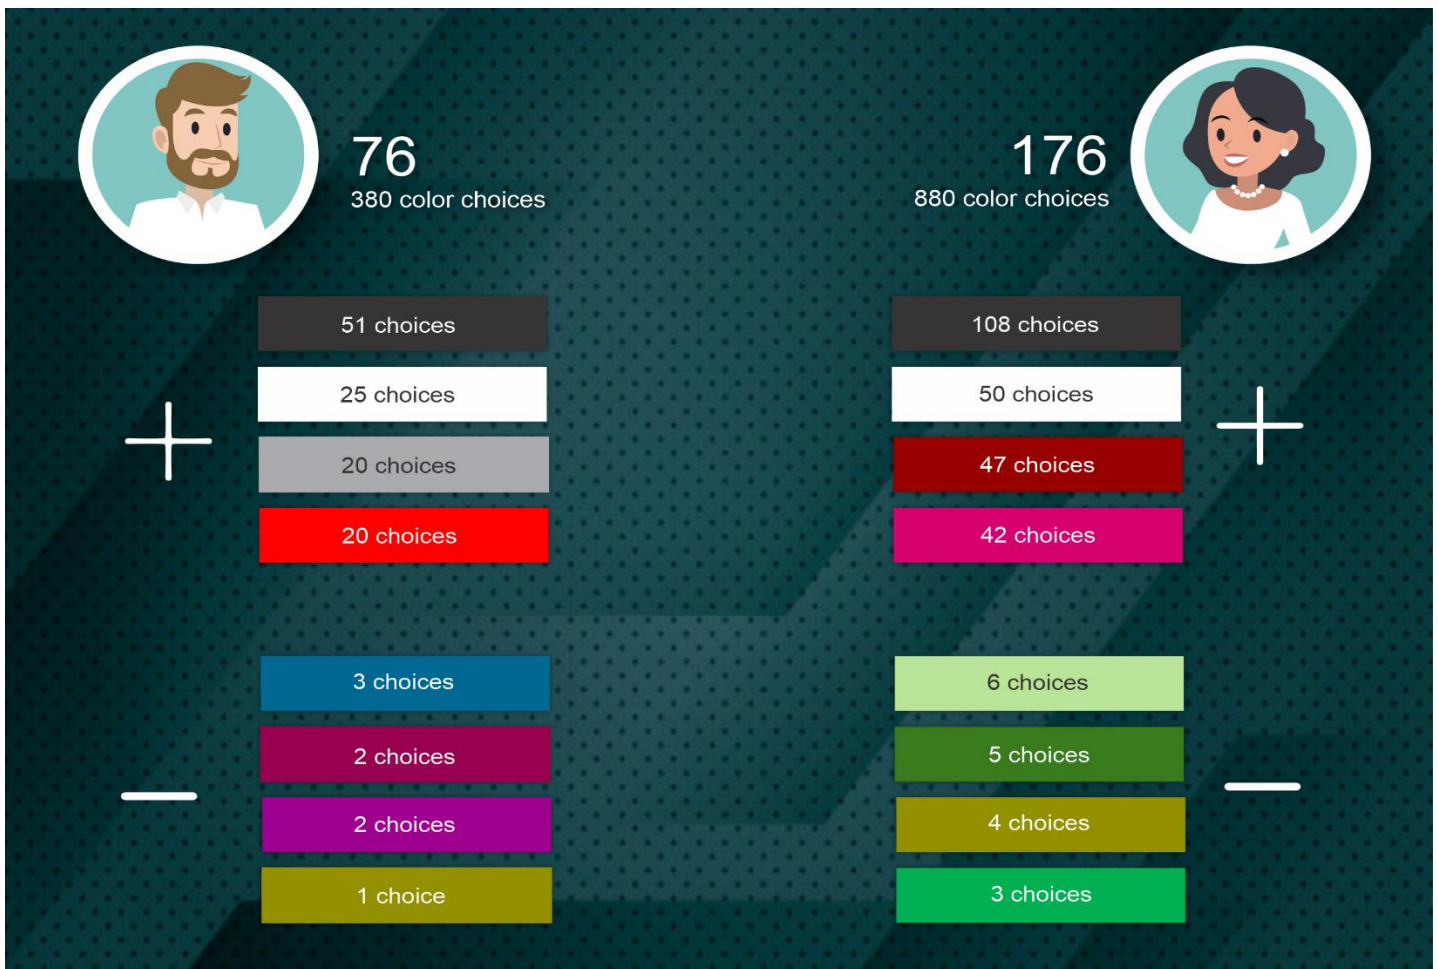 76
380 color choices
176
880 color choices
51 choices
25 choices
20 choices
20 choices
108 choices
50 choices
47 choices
42 choices
3 choices
2 choices
2 choices
1 choice
6 choices
5 choices
4 choices
3 choices